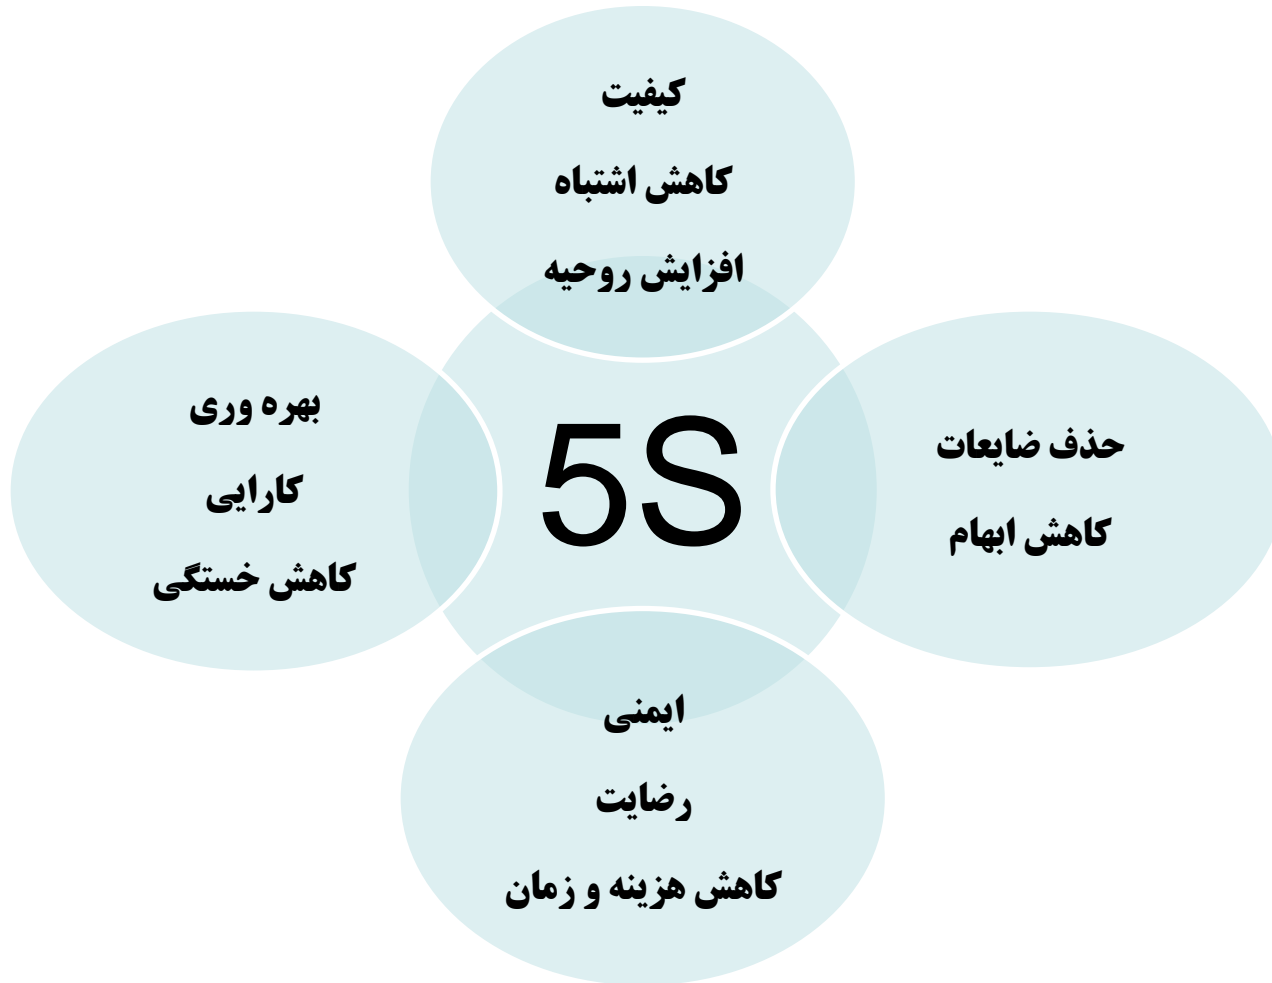 کیفیت
کاهش اشتباه
افزایش روحیه
حذف ضایعات
کاهش ابهام
5S
بهره وری
کارایی
کاهش خستگی
ایمنی
رضایت
کاهش هزینه و زمان